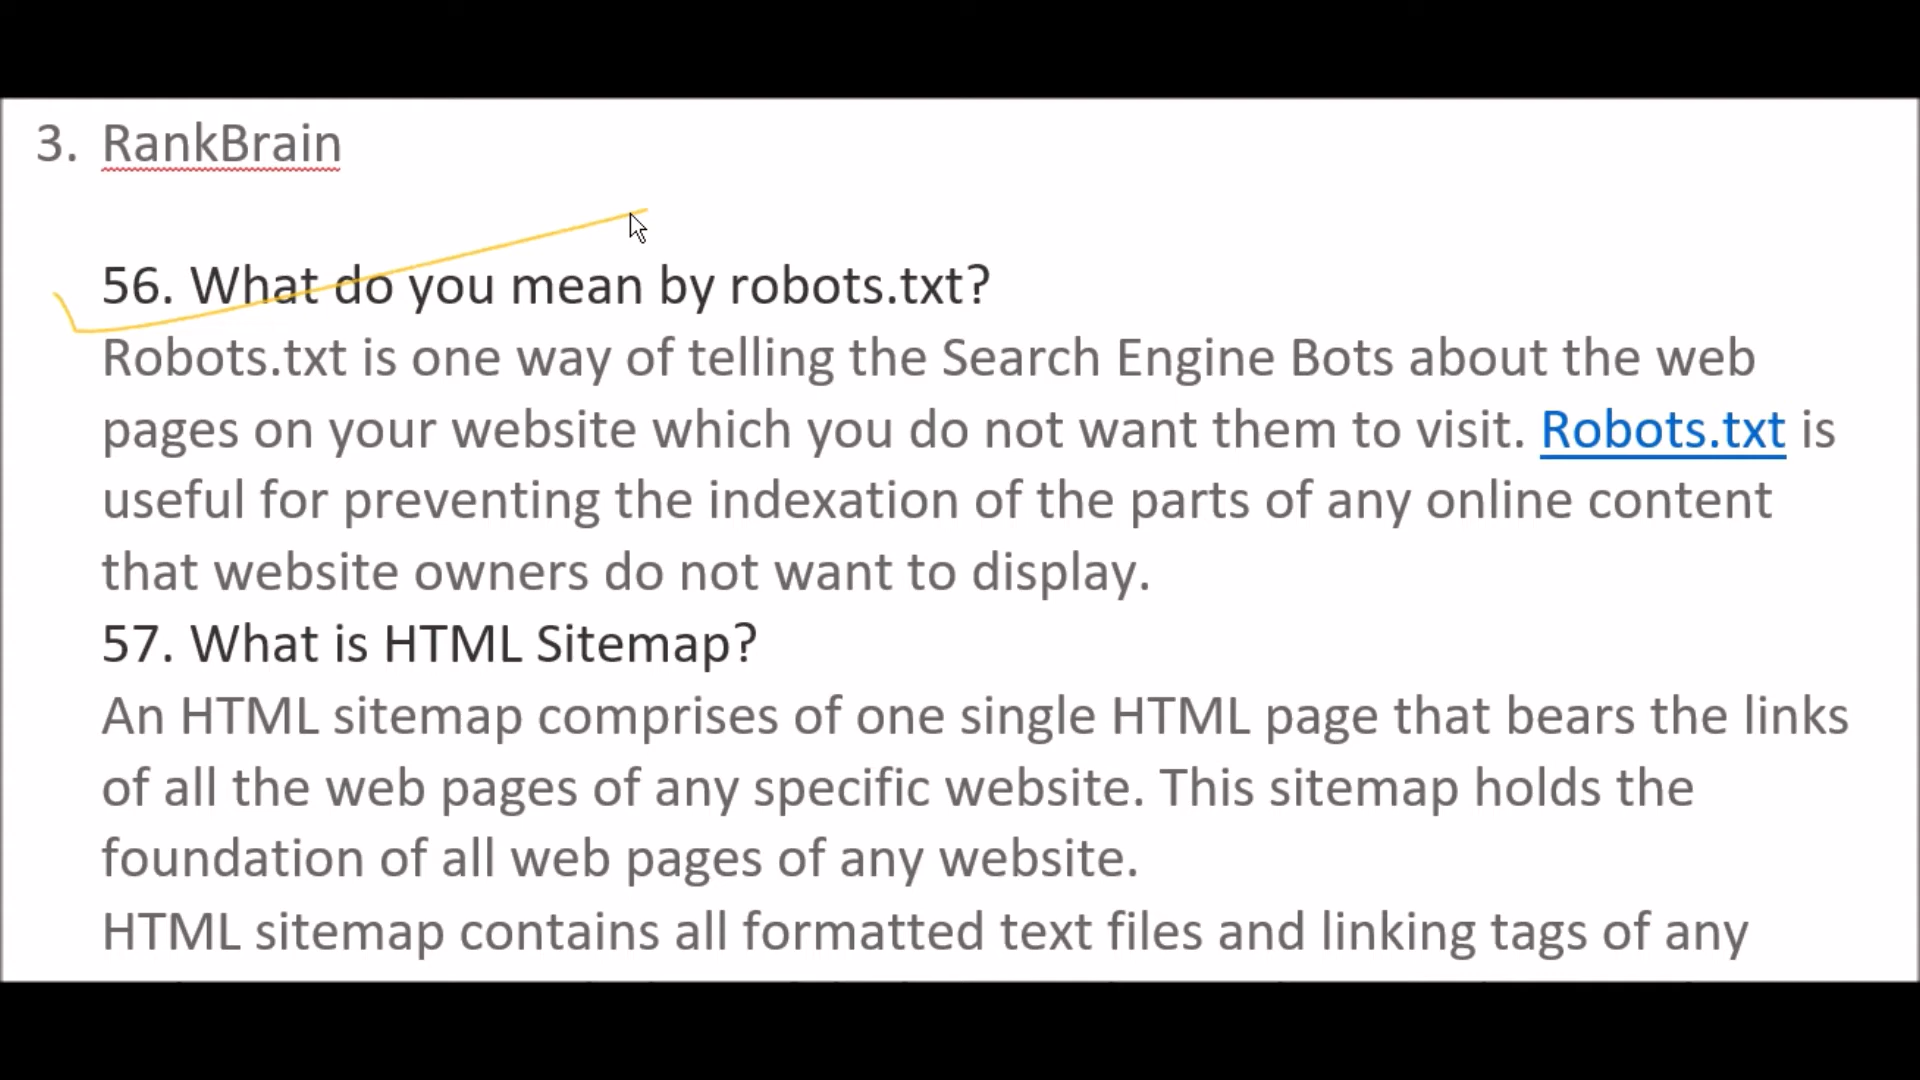 3. RankBrain
56. What do you mean by robots.txt?
Robots.txt is one way of telling the Search Engine Bots about the web
pages on your website which you do not want them to visit. Robots.txt is
useful for preventing the indexation of the parts of any online content
that website owners do not want to display.
57. What is HTML Sitemap?
An HTML sitemap comprises of one single HTML page that bears the links
of all the web pages of any specific website. This sitemap holds the
foundation of all web pages of any website.
HTML sitemap contains all formatted text files and linking tags of any